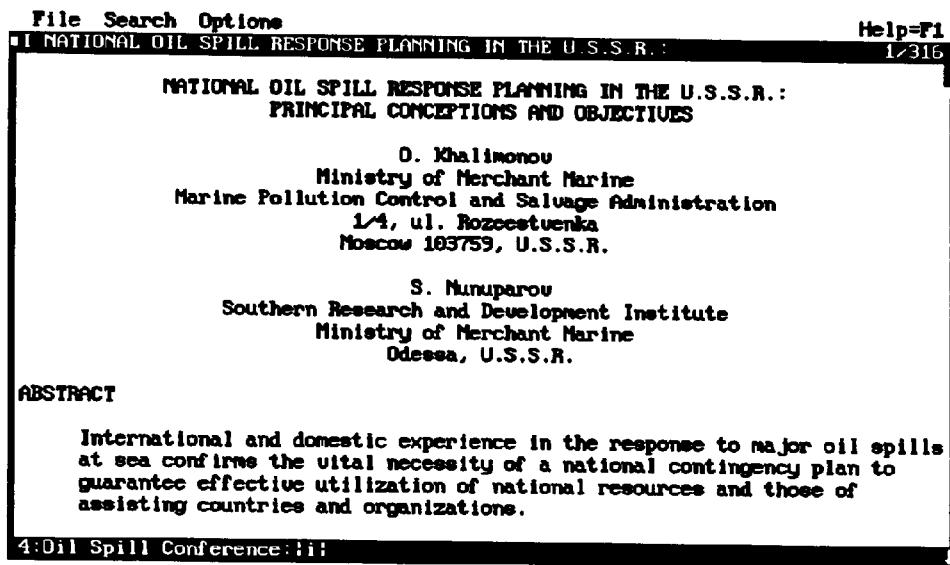 File Search Options Help=F1
I NATIONAL OIL SPILL RESPONSE PLANNING IN THE U.S.S.R.: 1/316
NATIONAL OIL SPILL RESPONSE PLANNING IN THE U.S.S.R.:
PRINCIPAL CONCEPTIONS AND OBJECTIVES
O. Khalimonov
Ministry of Merchant Marine
Marine Pollution Control and Salvage Administration
1/4, ul. Rozcestvenka
Moscow 103759, U.S.S.R.
S. Nunuparov
Southern Research and Development Institute
Ministry of Merchant Marine
Odessa, U.S.S.R.
ABSTRACT
International and domestic experience in the response to major oil spills
at sea confirms the vital necessity of a national contingency plan to
guarantee effective utilization of national resources and those of
assisting countries and organizations.
4:Oil Spill Conference:|i|